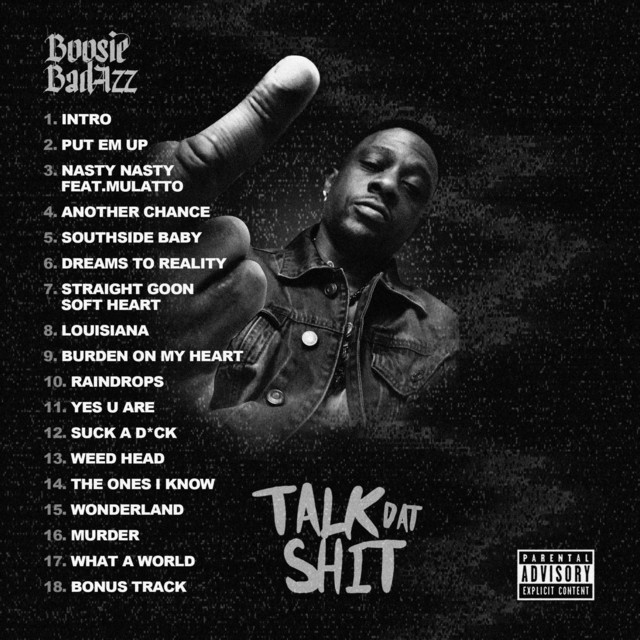 Boosie
BadAzz
1. INTRO
2. PUT EM UP
3. NASTY NASTY
FEAT.MULATTO
4. ANOTHER CHANCE
5. SOUTHSIDE BABY
6. DREAMS TO REALITY
7. STRAIGHT GOON
SOFT HEART
8. LOUISIANA
9. BURDEN ON MY HEART
10. RAINDROPS
11. YES U ARE
12. SUCK A D*CK
13. WEED HEAD
14. THE ONES I KNOW
15. WONDERLAND
16. MURDER
17. WHAT A WORLD
18. BONUS TRACK
TALK DAT
SHIT
PARENTAL
ADVISORY
EXPLICIT CONTENT